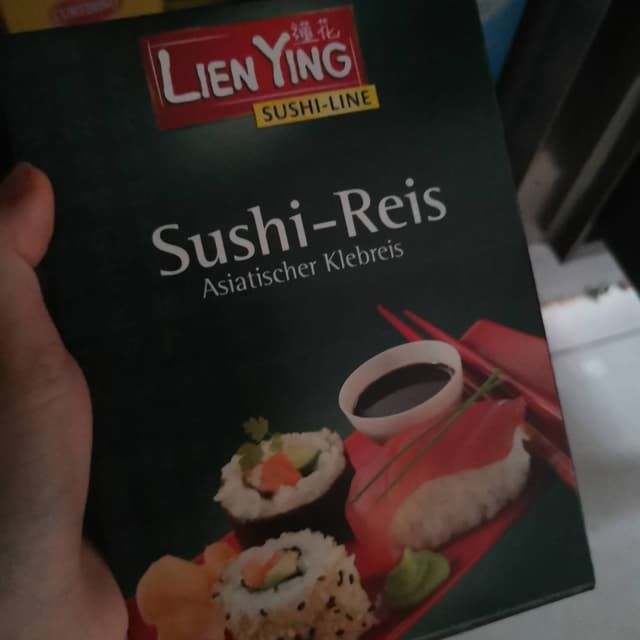 蓮花
LIEN YING
SUSHI-LINE
Sushi-Reis
Asiatischer Klebreis